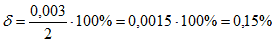 δ = 0,003/2 · 100% = 0,0015 · 100% = 0,15%